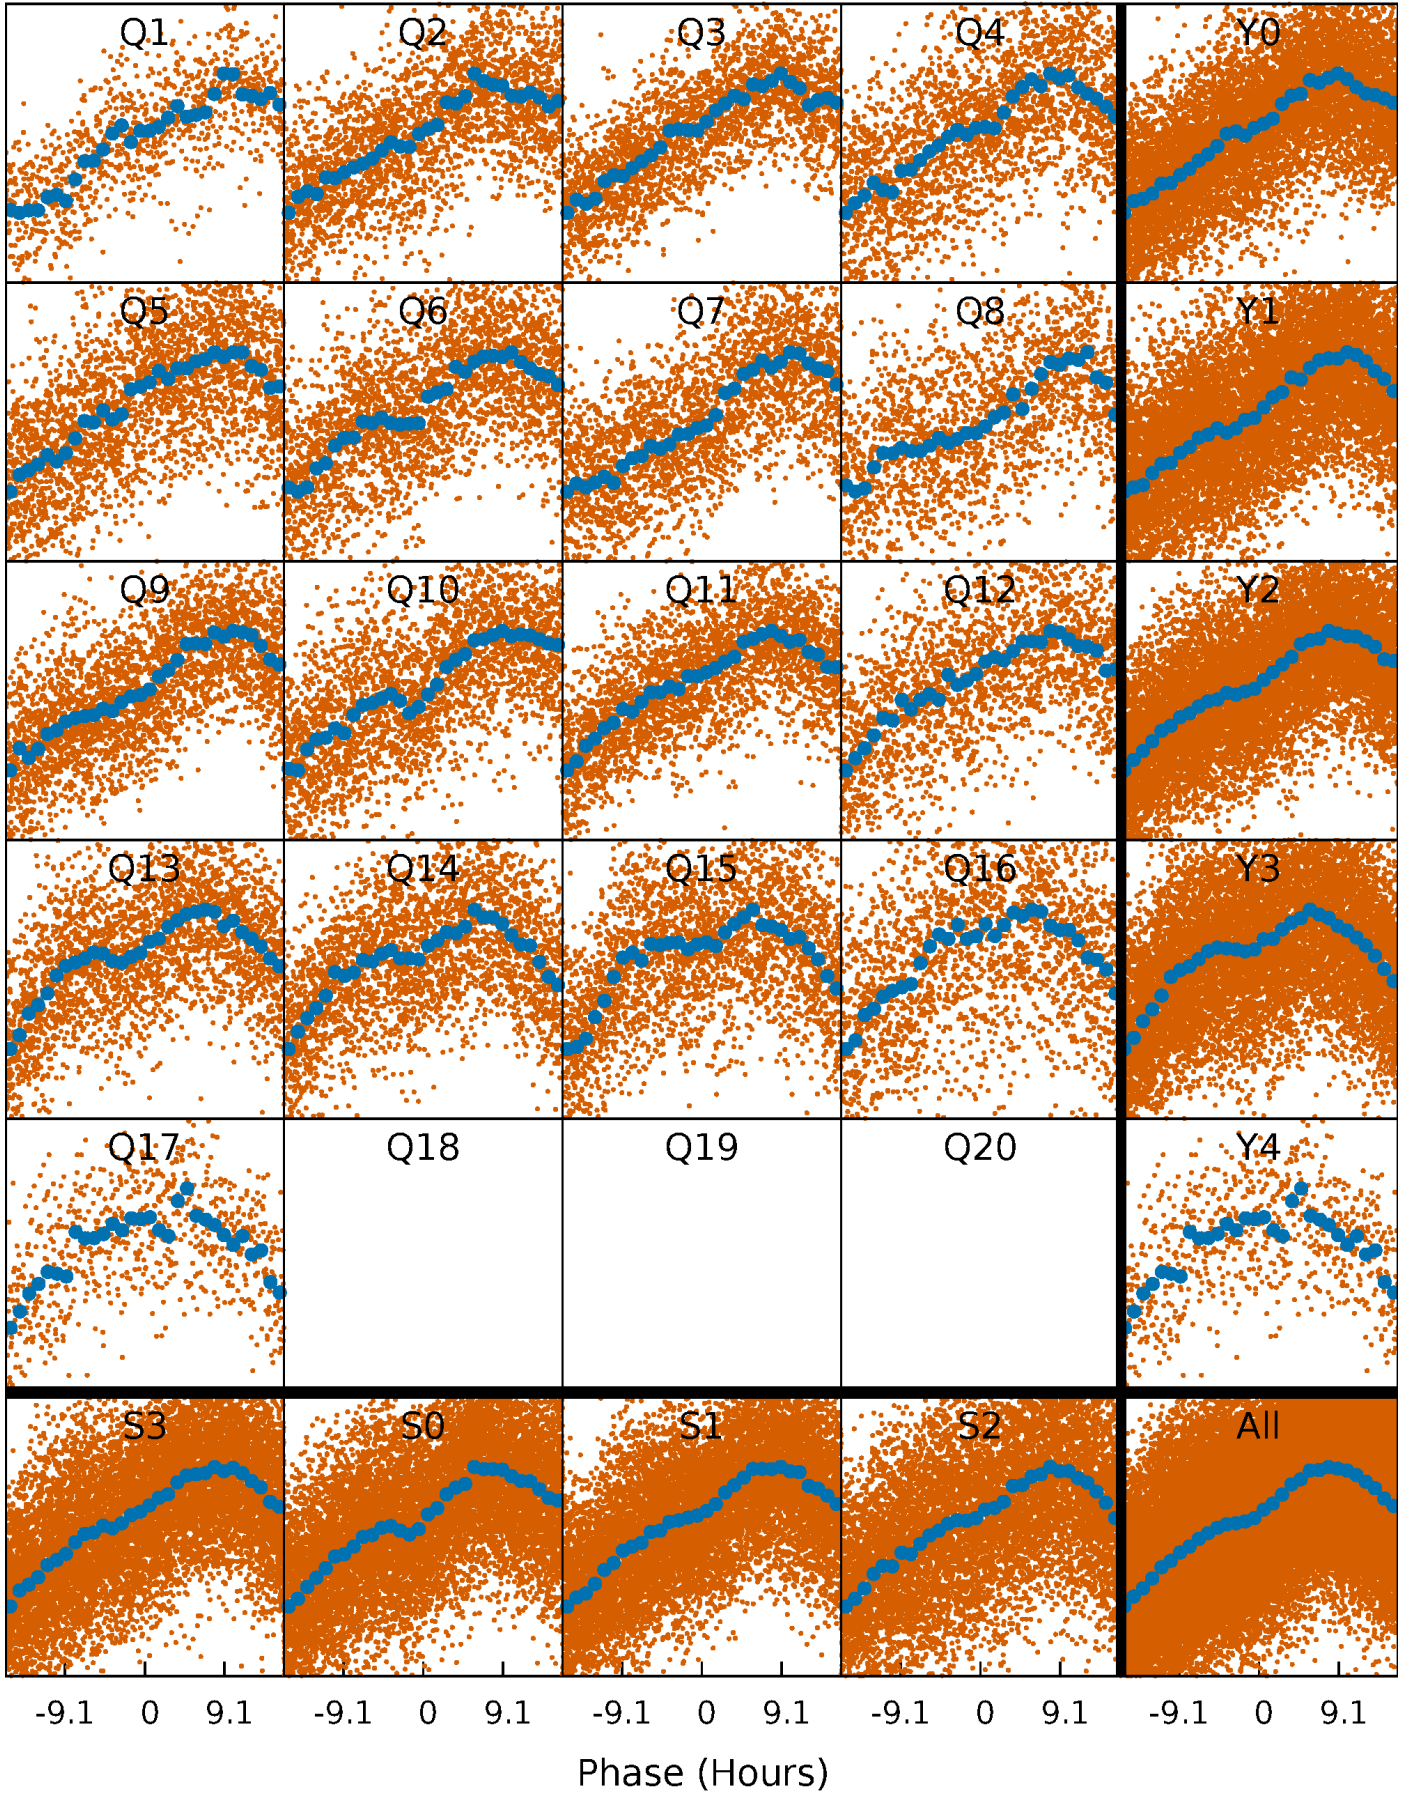 Q1 Q2 Q3 Q4 Y0
Q5 Q6 Q7 Q8 Y1
Q9 Q10 Q11 Q12 Y2
Q13 Q14 Q15 Q16 Y3
Q17 Q18 Q19 Q20 Y4
S3 S0 S1 S2 All
-9.1 0 9.1 -9.1 0 9.1 -9.1 0 9.1 -9.1 0 9.1 -9.1 0 9.1
Phase (Hours)